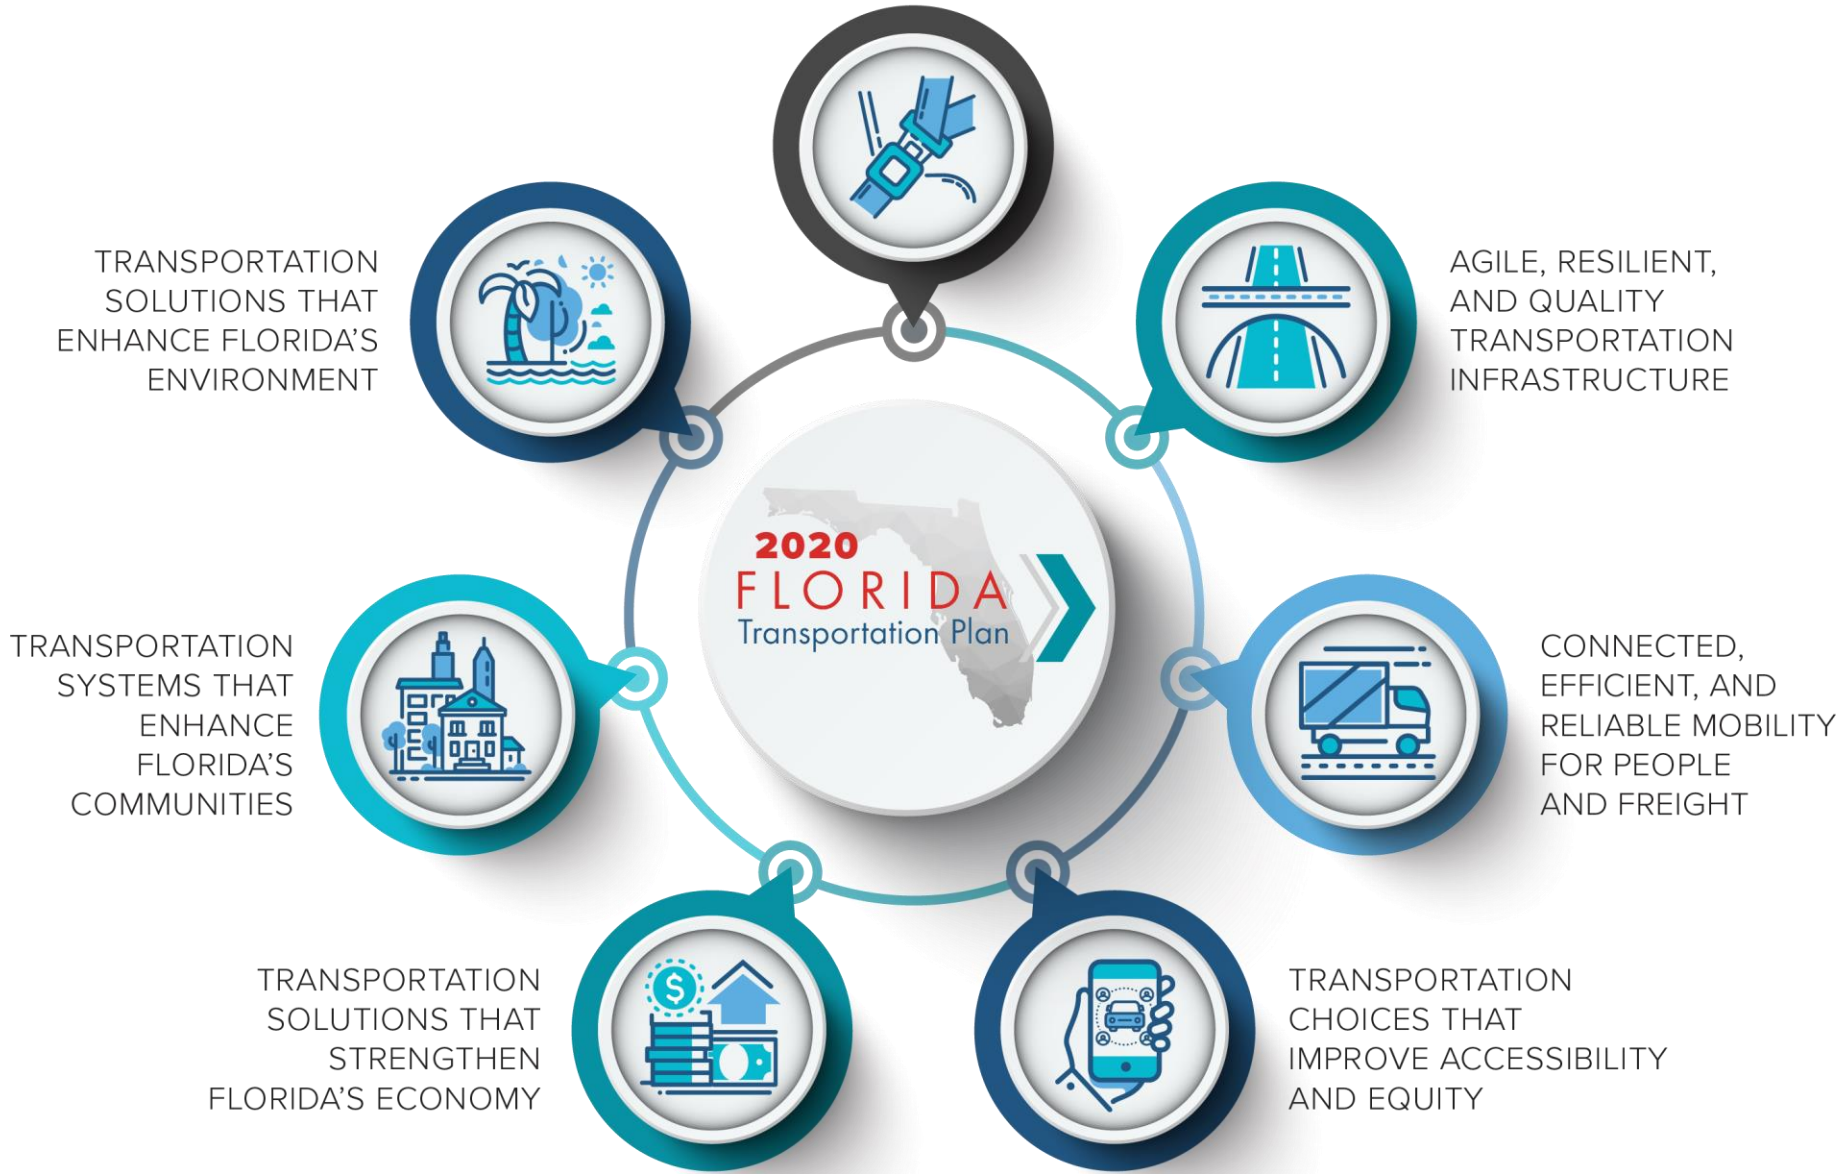 TRANSPORTATION
SOLUTIONS THAT
ENHANCE FLORIDA'S
ENVIRONMENT
AGILE, RESILIENT,
AND QUALITY
TRANSPORTATION
INFRASTRUCTURE
2020
FLORIDA
Transportation Plan
TRANSPORTATION
SYSTEMS THAT
ENHANCE
FLORIDA'S
COMMUNITIES
CONNECTED,
EFFICIENT, AND
RELIABLE MOBILITY
FOR PEOPLE
AND FREIGHT
$
TRANSPORTATION
SOLUTIONS THAT
STRENGTHEN
FLORIDA'S ECONOMY
TRANSPORTATION
CHOICES THAT
IMPROVE ACCESSIBILITY
AND EQUITY